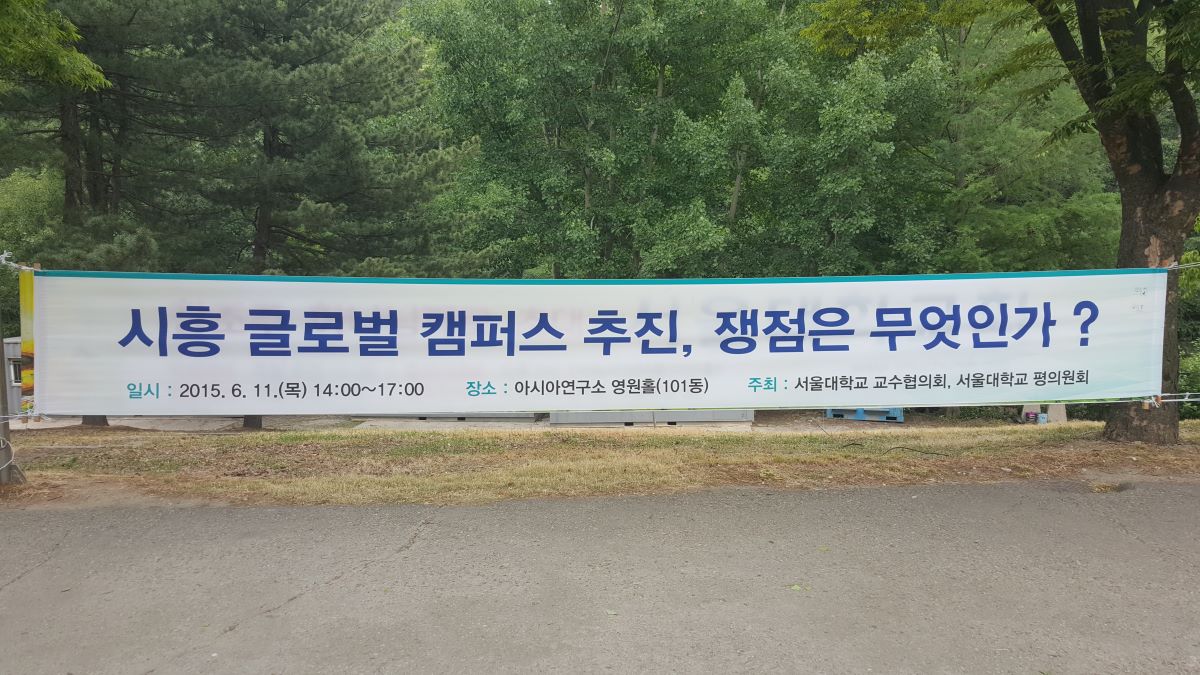 시흥 글로벌 캠퍼스 추진, 쟁점은 무엇인가 ?
일시 : 2015. 6. 11.(목) 14:00~17:00 장소 : 아시아연구소 영원홀(101동) 주최 : 서울대학교 교수협의회, 서울대학교 평의원회